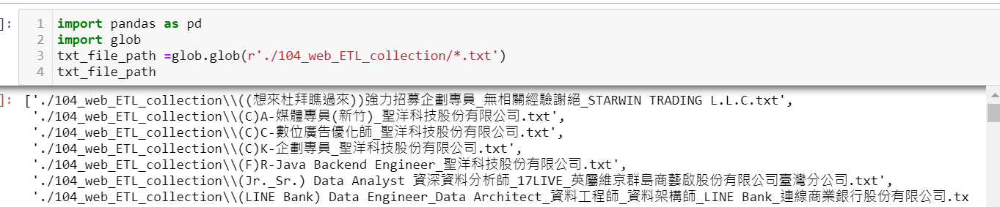 ]:
1 import pandas as pd
2 import glob
3 txt_file_path =glob.glob(r'./104_web_ETL_collection/*.txt')
4 txt_file_path
]: ['./104_web_ETL_collection\\((想來杜拜瞧過來))強力招募企劃專員_無相關經驗謝絕_STARWIN TRADING L.L.C.txt',
'./104_web_ETL_collection\\(C)A-媒體專員(新竹)_聖洋科技股份有限公司.txt',
'./104_web_ETL_collection\\(C)C-數位廣告優化師_聖洋科技股份有限公司.txt',
'./104_web_ETL_collection\\(C)K-企劃專員_聖洋科技股份有限公司.txt',
'./104_web_ETL_collection\\(F)R-Java Backend Engineer_聖洋科技股份有限公司.txt',
'./104_web_ETL_collection\\(Jr._Sr.) Data Analyst 資深資料分析師_17LIVE_英屬維京群島商藝啟股份有限公司臺灣分公司.txt',
'./104_web_ETL_collection\\(LINE Bank) Data Engineer_Data Architect_資料工程師_資料架構師_LINE Bank_連線商業銀行股份有限公司.tx